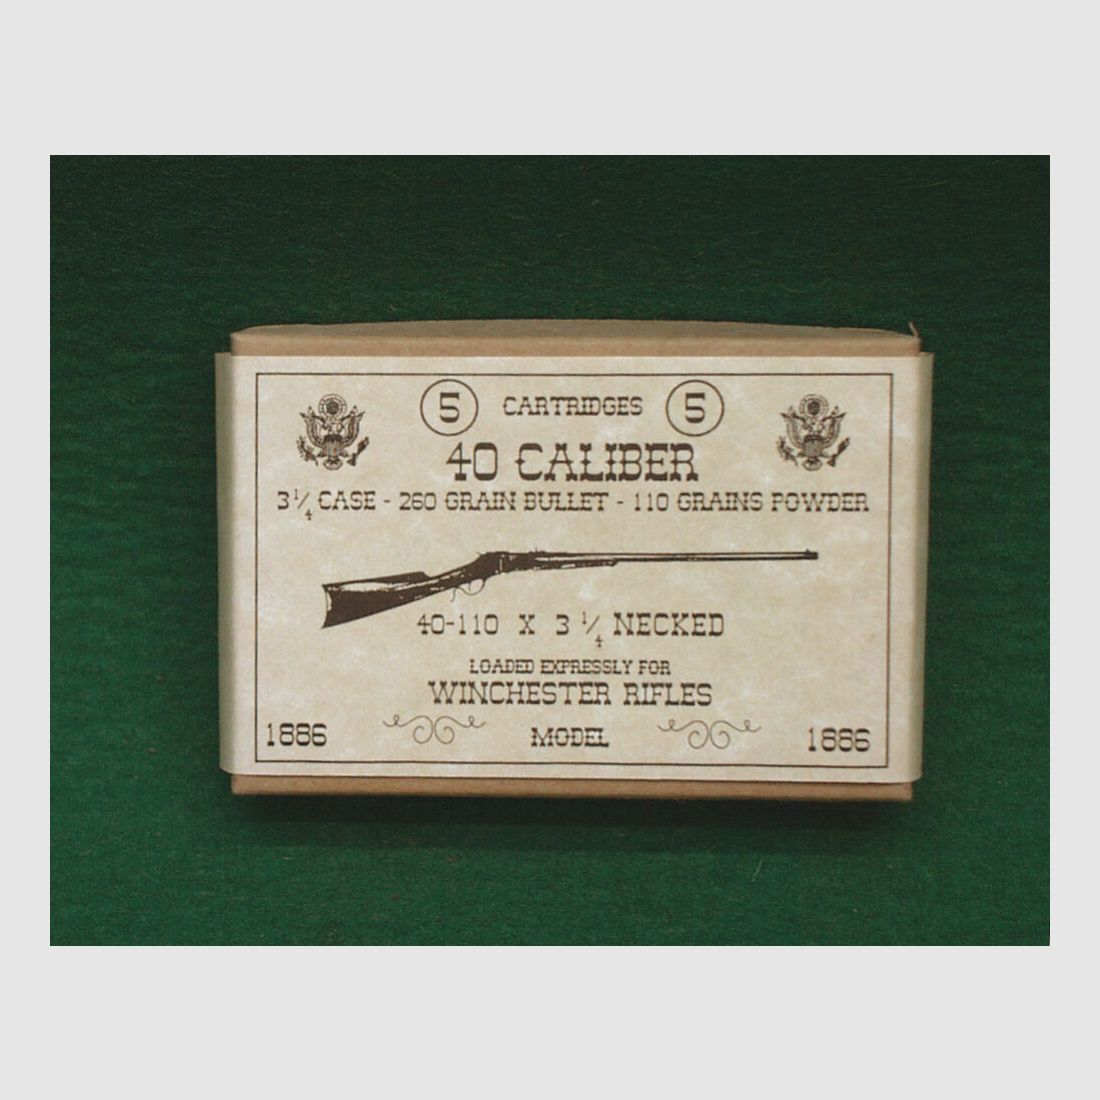 5 CARTRIDGES 5
40 CALIBER
3 1/4 CASE - 260 GRAIN BULLET - 110 GRAINS POWDER
40-110 X 3 1/4 NECKED
LOADED EXPRESSLY FOR
WINCHESTER RIFLES
1886 MODEL 1886